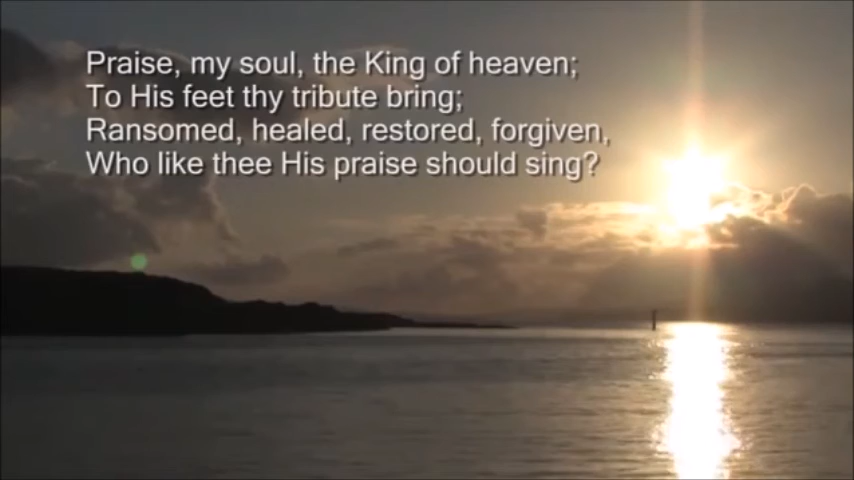 Praise, my soul, the King of heaven;
To His feet thy tribute bring;
Ransomed, healed, restored, forgiven,
Who like thee His praise should sing?